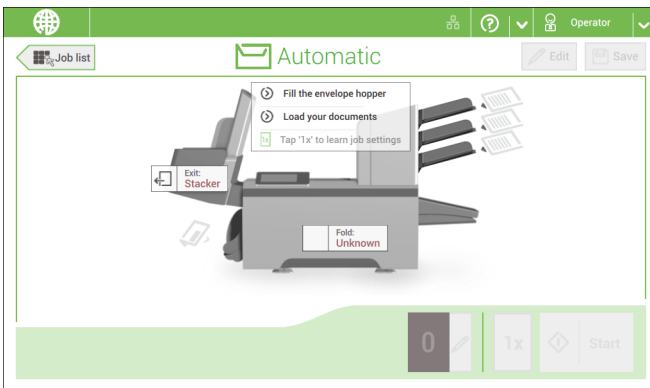 Operator
Job list
Automatic
Edit
Save
Fill the envelope hopper
Load your documents
1x
Tap '1x' to learn job settings
Exit:
Stacker
Fold:
Unknown
0
1x
Start